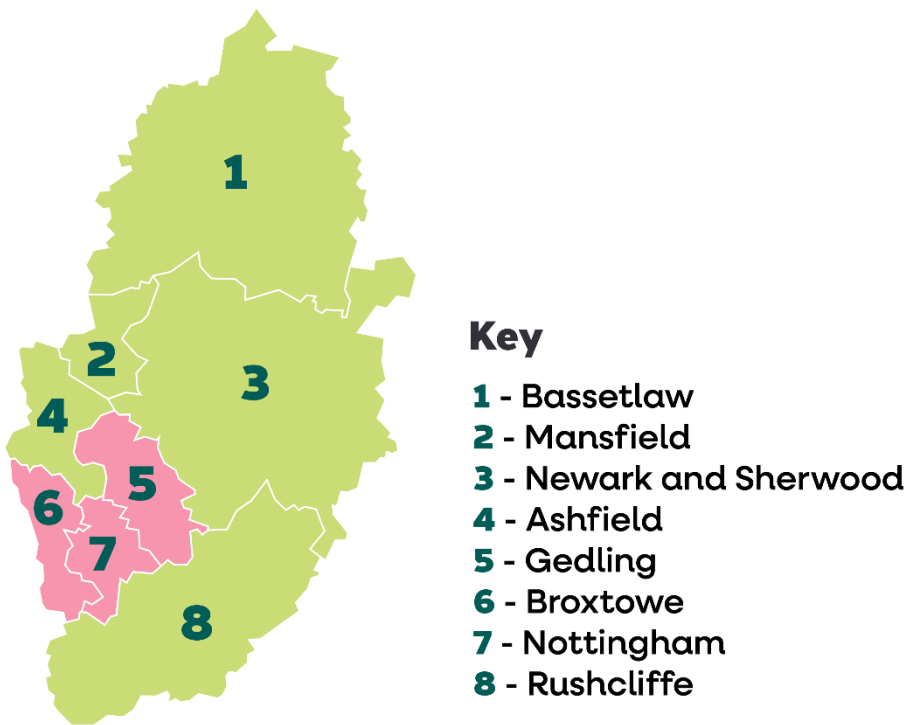 1
2
3
4
5
6
7
8
Key
1 - Bassetlaw
2 - Mansfield
3 - Newark and Sherwood
4 - Ashfield
5 - Gedling
6 - Broxtowe
7 - Nottingham
8 - Rushcliffe